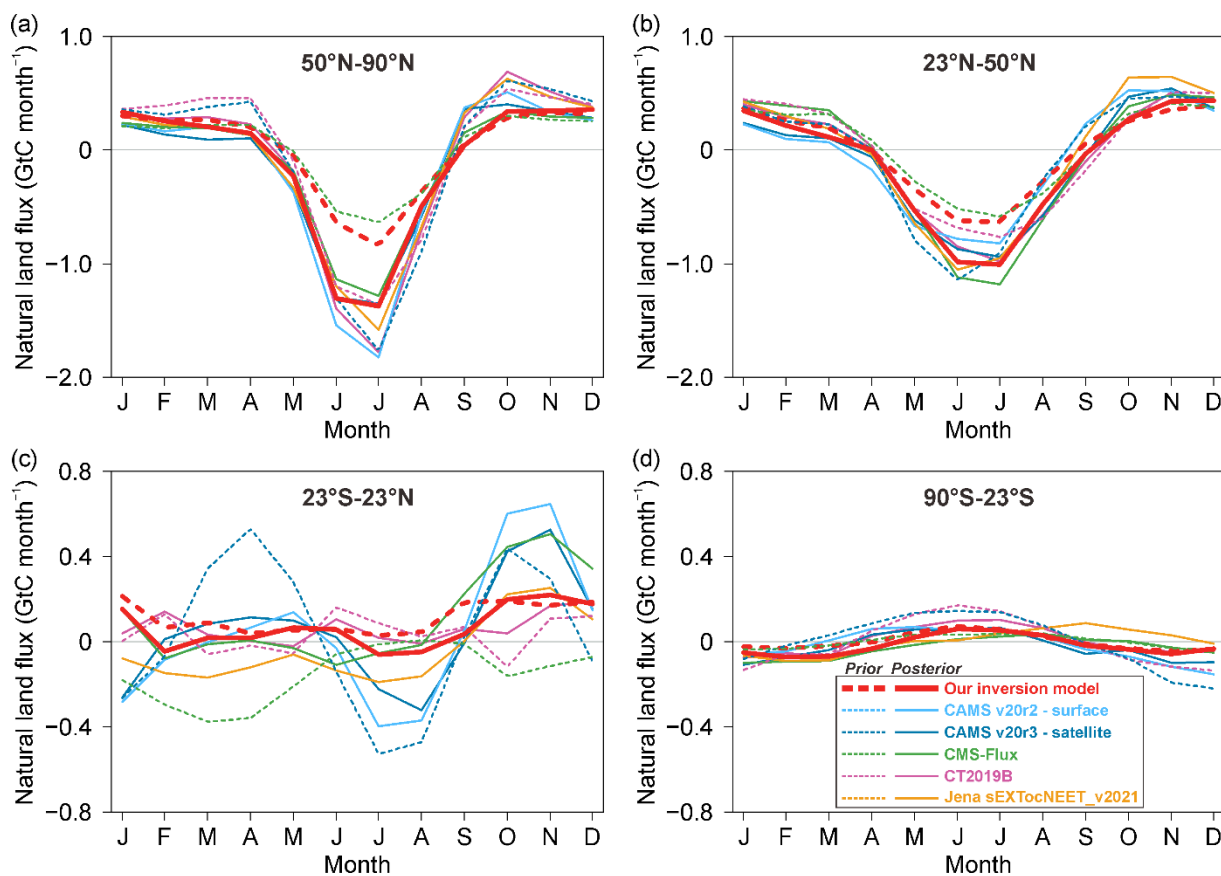 (a)
50°N-90°N
Natural land flux (GtC month⁻¹)
1.0
0
−1.0
−2.0
J F M A M J J A S O N D
Month
(b)
23°N-50°N
Natural land flux (GtC month⁻¹)
1.0
0
−1.0
−2.0
J F M A M J J A S O N D
Month
(c)
23°S-23°N
Natural land flux (GtC month⁻¹)
0.8
0.4
0
−0.4
−0.8
J F M A M J J A S O N D
Month
(d)
90°S-23°S
Natural land flux (GtC month⁻¹)
0.8
0.4
0
−0.4
−0.8
J F M A M J J A S O N D
Month
Prior Posterior
Our inversion model
CAMS v20r2 - surface
CAMS v20r3 - satellite
CMS-Flux
CT2019B
Jena sEXTocNEET_v2021